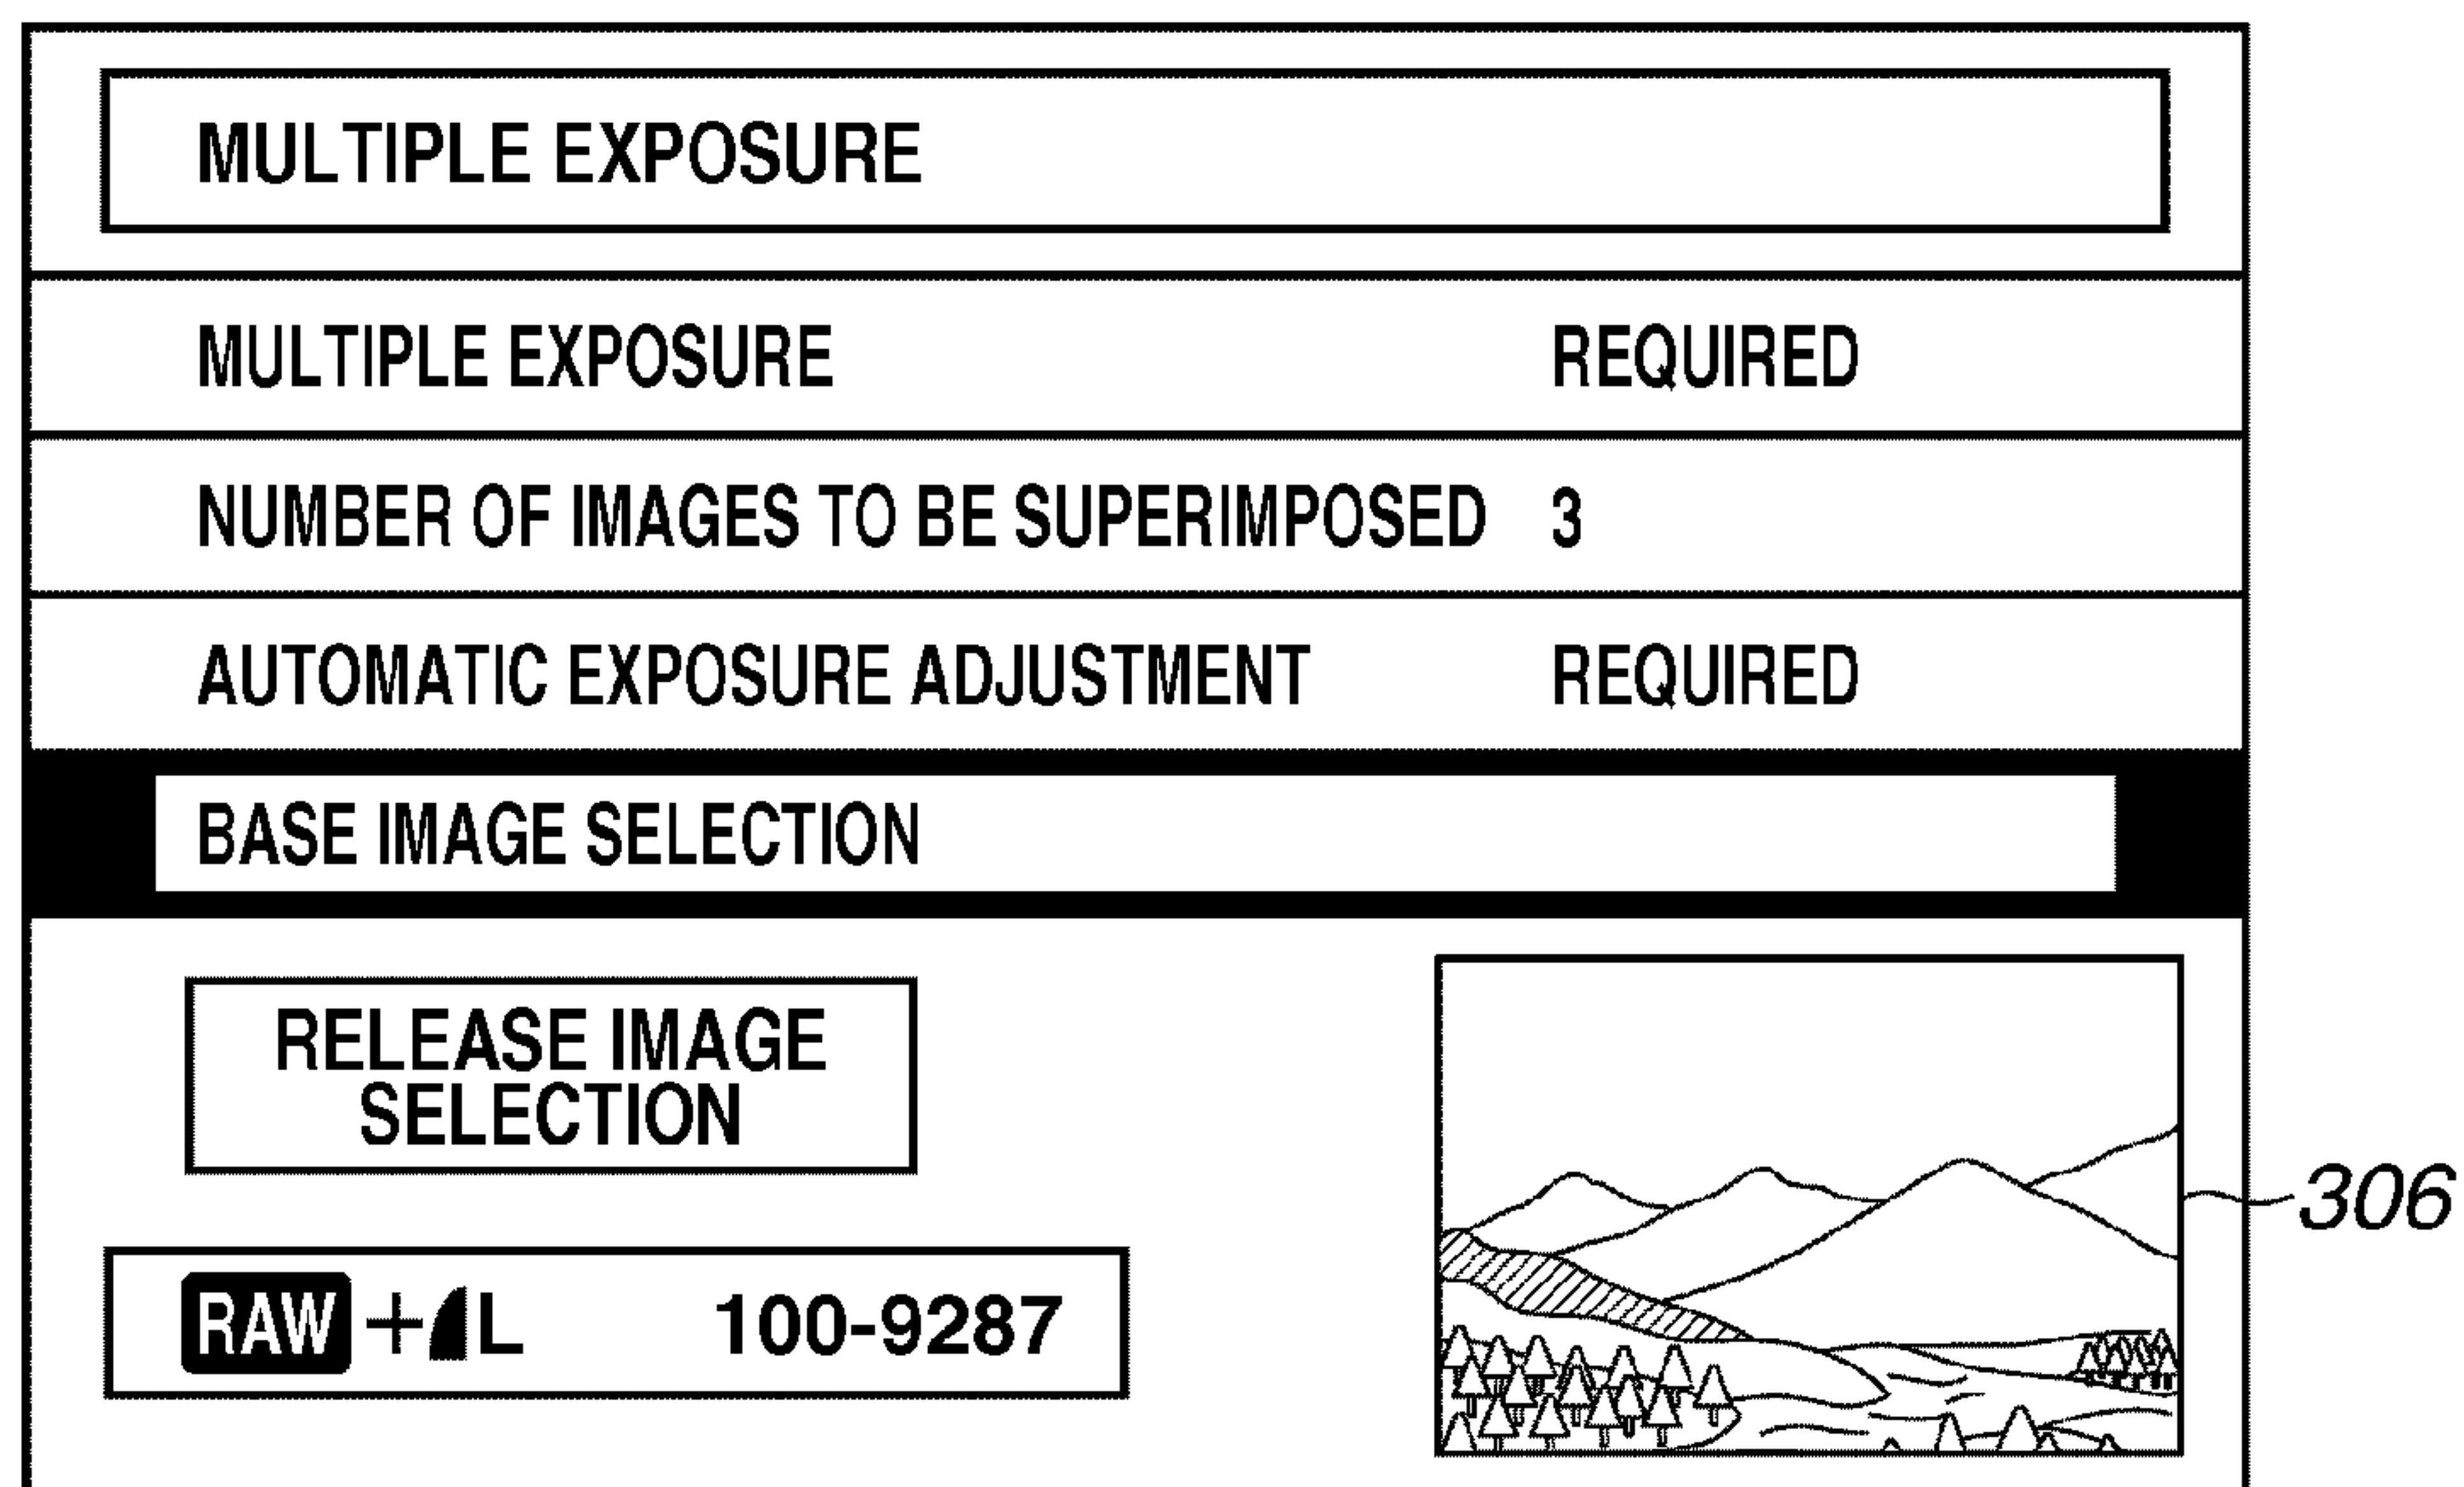 MULTIPLE EXPOSURE
MULTIPLE EXPOSURE REQUIRED
NUMBER OF IMAGES TO BE SUPERIMPOSED 3
AUTOMATIC EXPOSURE ADJUSTMENT REQUIRED
BASE IMAGE SELECTION
RELEASE IMAGE
SELECTION
306
RAW + L 100-9287